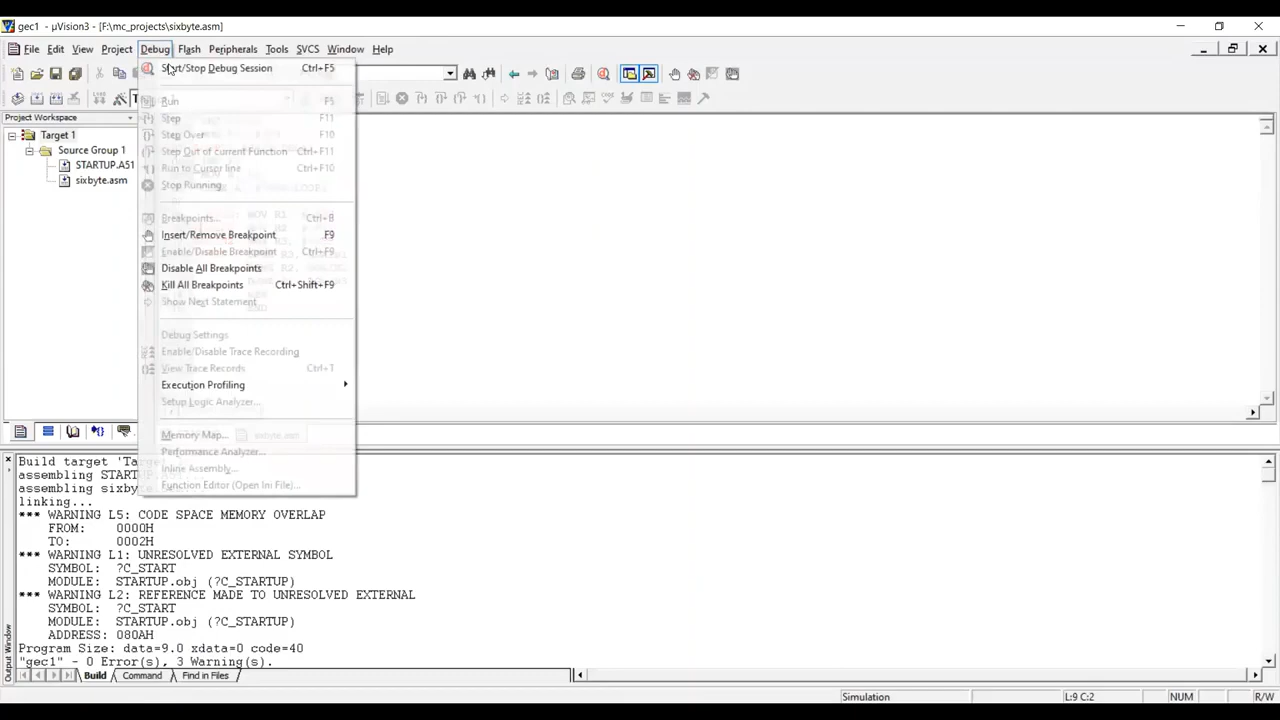 gec1 - µVision3 - [F:\mc_projects\sixbyte.asm]
File Edit View Project Debug Flash Peripherals Tools SVCS Window Help
Start/Stop Debug Session Ctrl+F5
Run F5
Step F11
Step Over F10
Step Out of current Function Ctrl+F11
Run to Cursor line Ctrl+F10
Stop Running
Breakpoints... Ctrl+B
Insert/Remove Breakpoint F9
Enable/Disable Breakpoint Ctrl+F9
Disable All Breakpoints
Kill All Breakpoints Ctrl+Shift+F9
Show Next Statement
Debug Settings
Enable/Disable Trace Recording
View Trace Records Ctrl+T
Execution Profiling
Setup Logic Analyzer...
Memory Map...
Performance Analyzer...
Inline Assembly...
Function Editor (Open Ini File)...
Project Workspace
Target 1
Source Group 1
STARTUP.A51
sixbyte.asm
MOV R1
sixbyte.asm
Build target 'Ta
assembling START
assembling sixby
linking...
*** WARNING L5: CODE SPACE MEMORY OVERLAP
FROM: 0000H
TO: 0002H
*** WARNING L1: UNRESOLVED EXTERNAL SYMBOL
SYMBOL: ?C_START
MODULE: STARTUP.obj (?C_STARTUP)
*** WARNING L2: REFERENCE MADE TO UNRESOLVED EXTERNAL
SYMBOL: ?C_START
MODULE: STARTUP.obj (?C_STARTUP)
ADDRESS: 080AH
Program Size: data=9.0 xdata=0 code=40
"gec1" - 0 Error(s), 3 Warning(s).
Output Window
Build Command Find in Files
Simulation L:9 C:2 NUM R/W